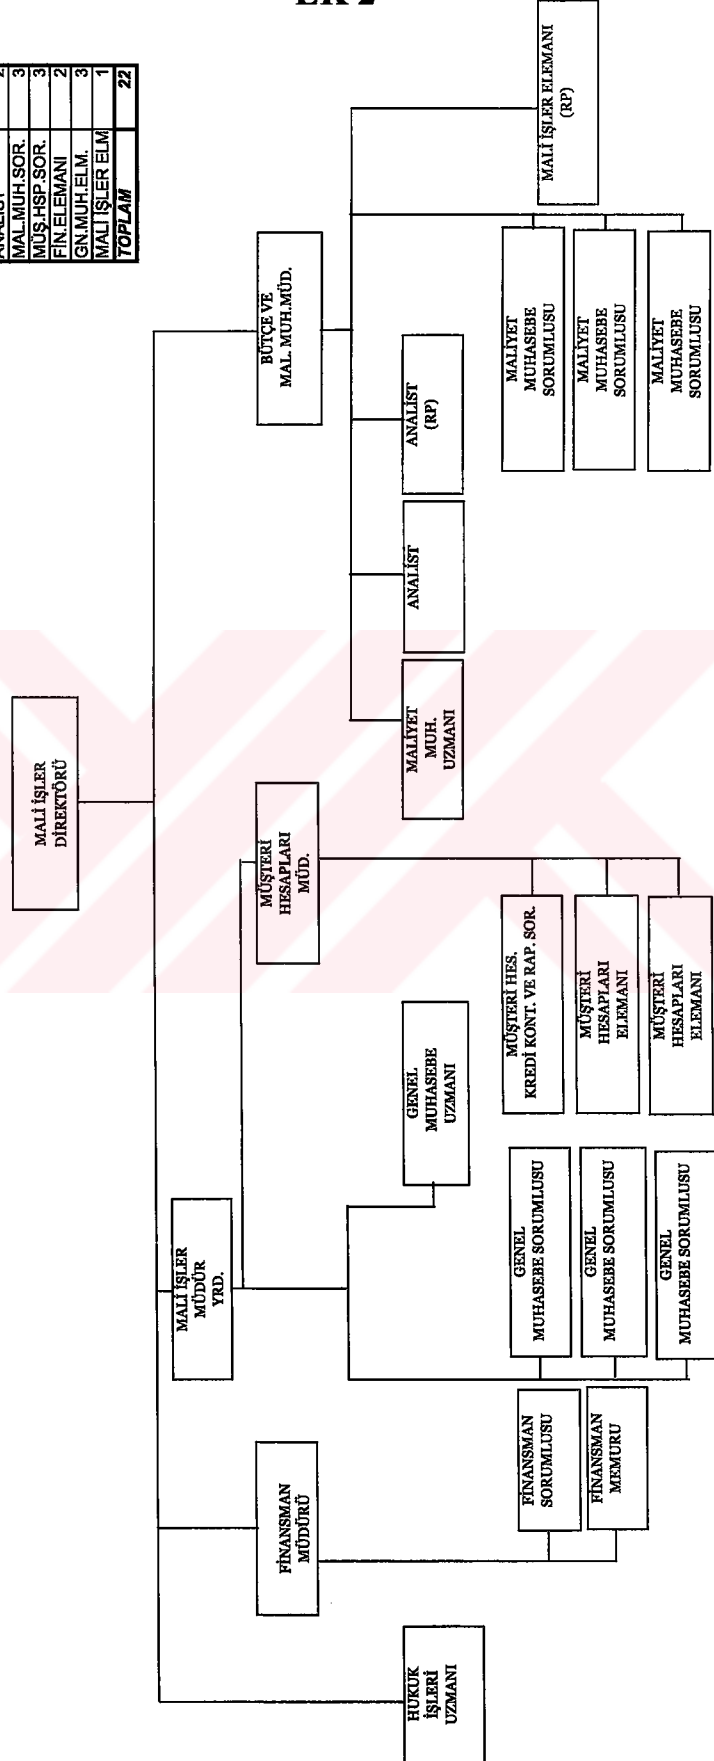 EK 2
MAL.MUH.SOR. 3
MÜŞ.HSP.SOR. 3
FİN.ELEMANI 2
GN.MUH.ELM. 3
MALİ İŞLER ELM 1
TOPLAM 22
MALİ İŞLER
DİREKTÖRÜ
HUKUK
İŞLERİ
UZMANI
FİNANSMAN
MÜDÜRÜ
FİNANSMAN
SORUMLUSU
FİNANSMAN
MEMURU
MALİ İŞLER
MÜDÜR
YRD.
GENEL
MUHASEBE
UZMANI
GENEL
MUHASEBE SORUMLUSU
GENEL
MUHASEBE SORUMLUSU
GENEL
MUHASEBE SORUMLUSU
MÜŞTERİ
HESAPLARI
MÜD.
MÜŞTERİ HES.
KREDİ KONT. VE RAP. SOR.
MÜŞTERİ
HESAPLARI
ELEMANI
MÜŞTERİ
HESAPLARI
ELEMANI
BÜTÇE VE
MAL. MUH.MÜD.
MALİYET
MUH.
UZMANI
ANALİST
ANALİST
(RP)
MALİYET
MUHASEBE
SORUMLUSU
MALİYET
MUHASEBE
SORUMLUSU
MALİYET
MUHASEBE
SORUMLUSU
MALİ İŞLER ELEMANI
(RP)